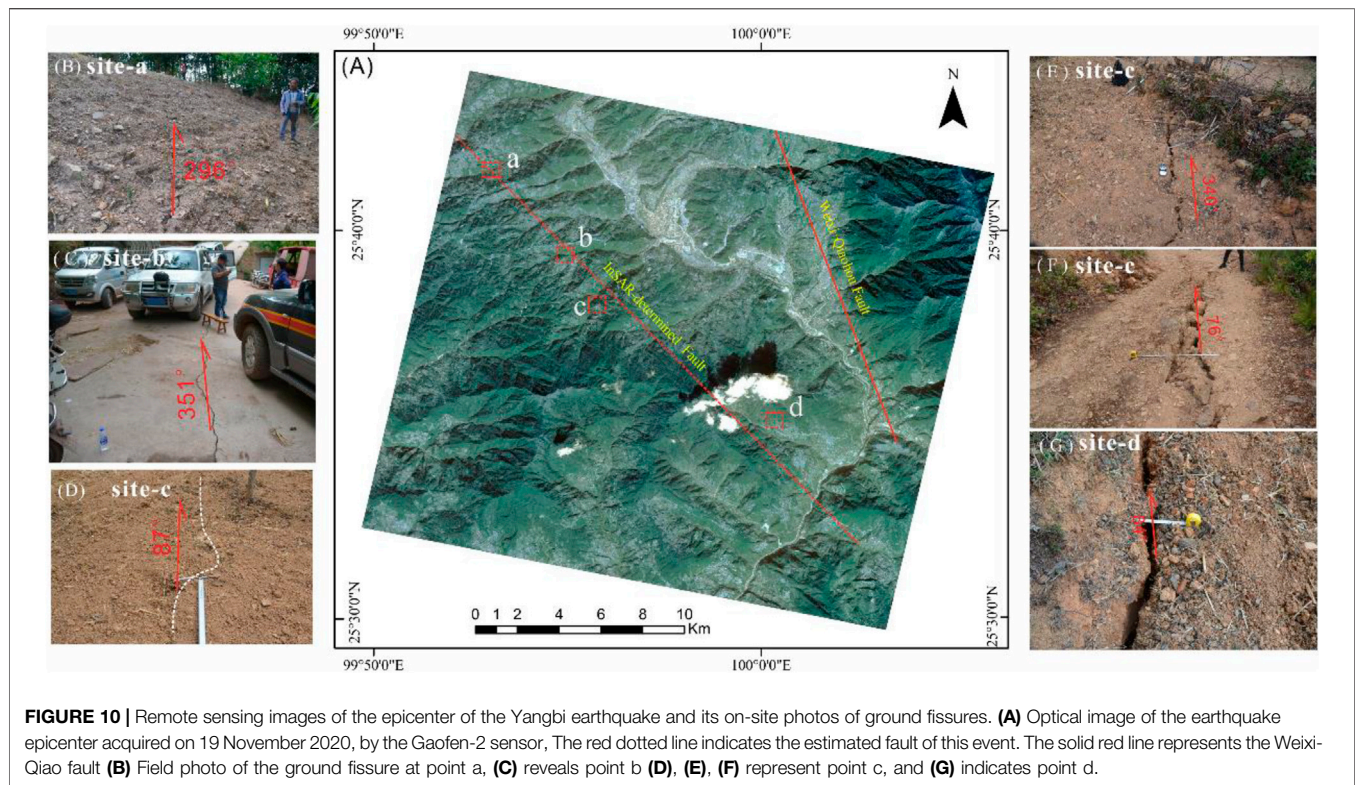 99°50'0"E
100°0'0"E
(B) site-a
296°
(C) site-b
351°
(D) site-c
87°
(A)
N
a
b
c
d
InSAR-determined Fault
Weixi Qiaohou Fault
25°40'0"N
25°30'0"N
25°40'0"N
25°30'0"N
0 1 2 4 6 8 10
Km
99°50'0"E
100°0'0"E
site-c
346°
(F) site-c
76°
(G) site-d
FIGURE 10 | Remote sensing images of the epicenter of the Yangbi earthquake and its on-site photos of ground fissures. (A) Optical image of the earthquake
epicenter acquired on 19 November 2020, by the Gaofen-2 sensor, The red dotted line indicates the estimated fault of this event. The solid red line represents the Weixi-
Qiao fault (B) Field photo of the ground fissure at point a, (C) reveals point b (D), (E), (F) represent point c, and (G) indicates point d.